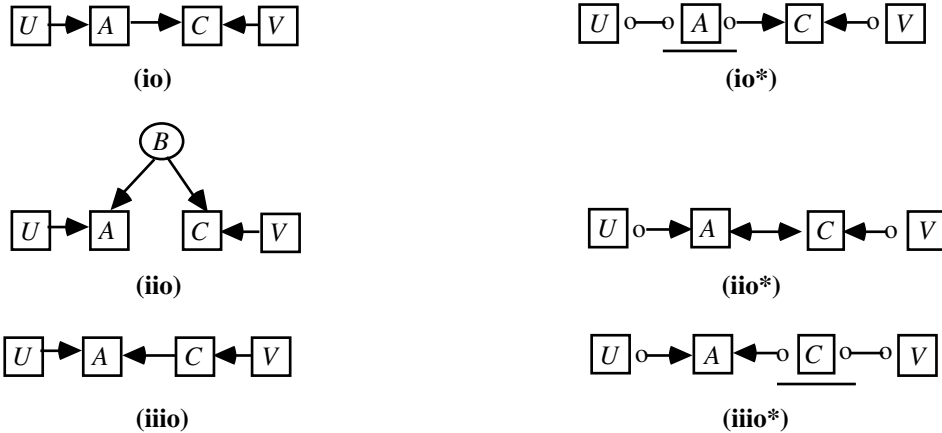 U A C V U o o A o C o V
(io) (io*)
B
U A C V U o A C o V
(iio) (iio*)
U A C V U o A o C o o V
(iiio) (iiio*)